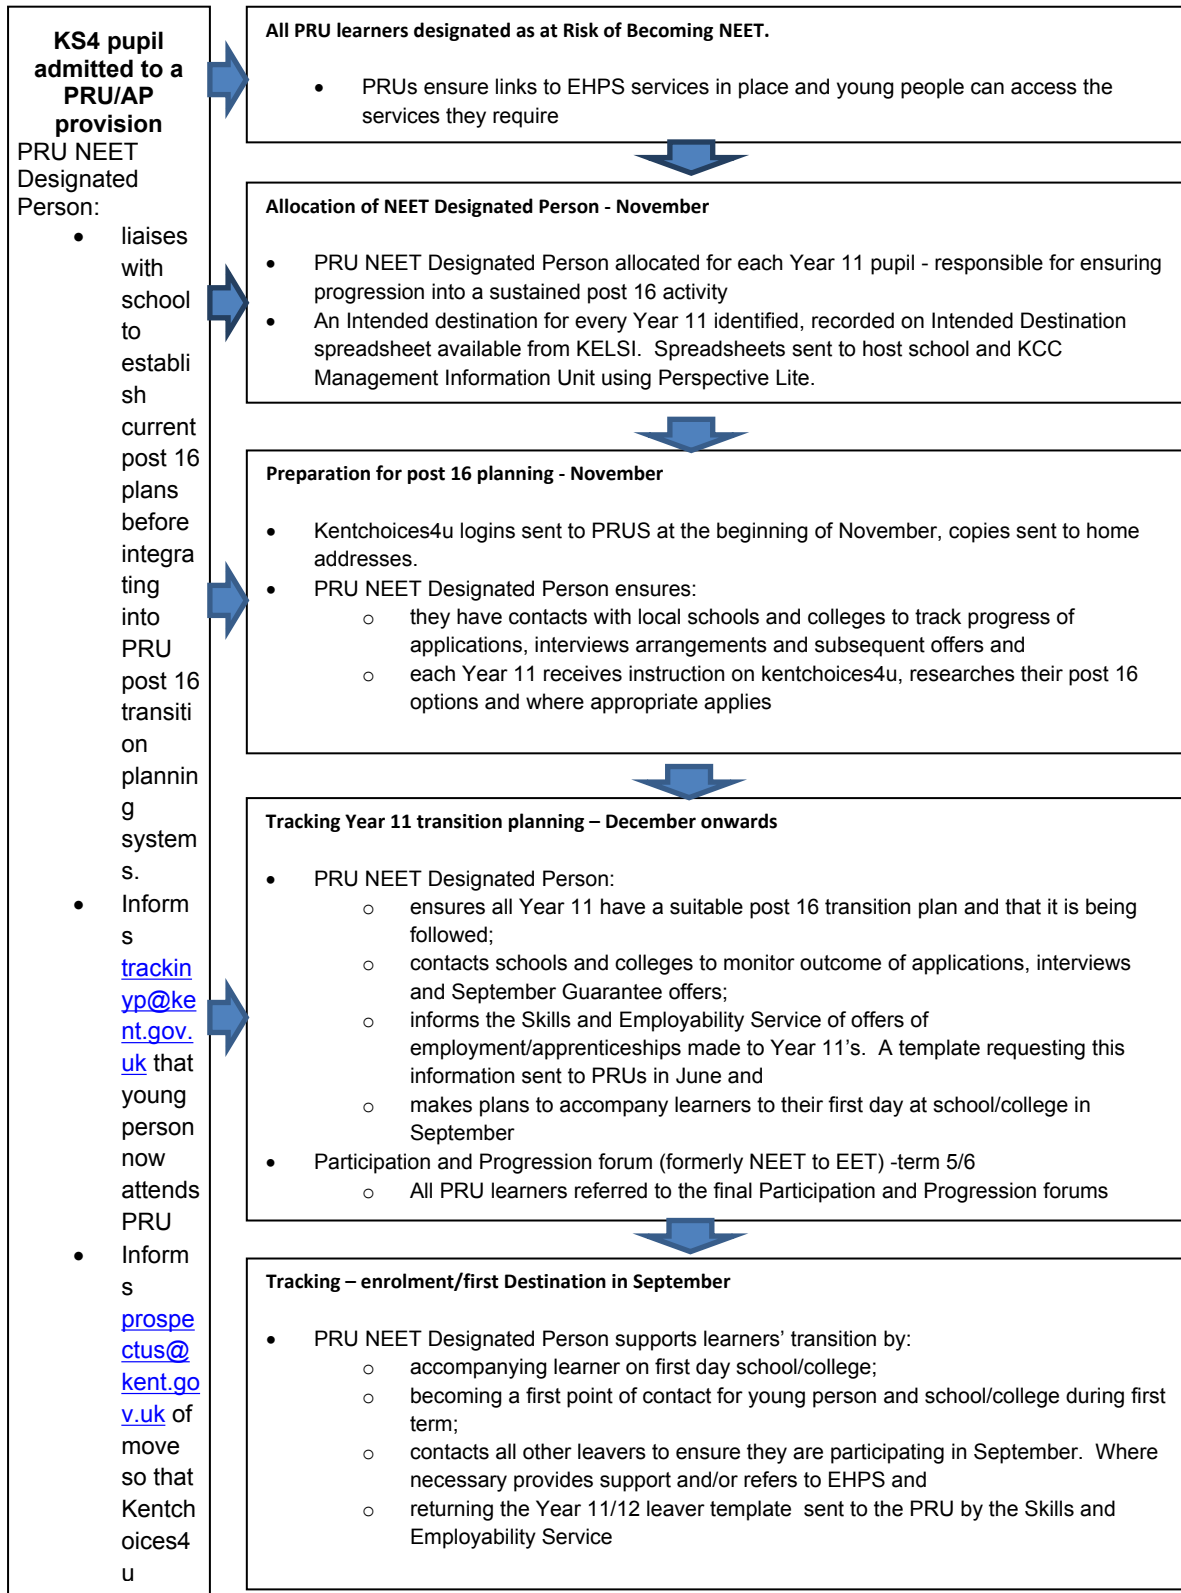 KS4 pupil
admitted to a
PRU/AP
provision
PRU NEET
Designated
Person:
• liaises
with
school
to
establi
sh
current
post 16
plans
before
integra
ting
into
PRU
post 16
transiti
on
plannin
g
system
s.
• Inform
s
trackin
yp@ke
nt.gov.
uk that
young
person
now
attends
PRU
• Inform
s
prospe
ctus@
kent.go
v.uk of
move
so that
Kentch
oices4
u
All PRU learners designated as at Risk of Becoming NEET.
• PRUs ensure links to EHPS services in place and young people can access the
services they require
Allocation of NEET Designated Person - November
• PRU NEET Designated Person allocated for each Year 11 pupil - responsible for ensuring
progression into a sustained post 16 activity
• An Intended destination for every Year 11 identified, recorded on Intended Destination
spreadsheet available from KELSI. Spreadsheets sent to host school and KCC
Management Information Unit using Perspective Lite.
Preparation for post 16 planning - November
• Kentchoices4u logins sent to PRUS at the beginning of November, copies sent to home
addresses.
• PRU NEET Designated Person ensures:
o they have contacts with local schools and colleges to track progress of
applications, interviews arrangements and subsequent offers and
o each Year 11 receives instruction on kentchoices4u, researches their post 16
options and where appropriate applies
Tracking Year 11 transition planning – December onwards
• PRU NEET Designated Person:
o ensures all Year 11 have a suitable post 16 transition plan and that it is being
followed;
o contacts schools and colleges to monitor outcome of applications, interviews
and September Guarantee offers;
o informs the Skills and Employability Service of offers of
employment/apprenticeships made to Year 11's. A template requesting this
information sent to PRUs in June and
o makes plans to accompany learners to their first day at school/college in
September
• Participation and Progression forum (formerly NEET to EET) -term 5/6
o All PRU learners referred to the final Participation and Progression forums
Tracking – enrolment/first Destination in September
• PRU NEET Designated Person supports learners' transition by:
o accompanying learner on first day school/college;
o becoming a first point of contact for young person and school/college during first
term;
o contacts all other leavers to ensure they are participating in September. Where
necessary provides support and/or refers to EHPS and
o returning the Year 11/12 leaver template sent to the PRU by the Skills and
Employability Service